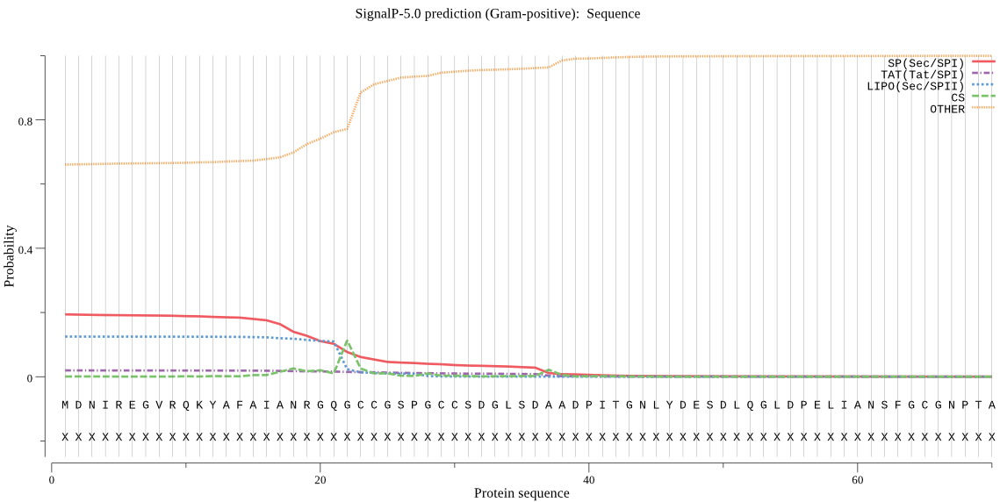 SignalP-5.0 prediction (Gram-positive): Sequence
SP(Sec/SPI)
TAT(Tat/SPI)
LIPO(Sec/SPII)
CS
OTHER
0.8
0.4
0
Probability
M D N I R E G V R Q K Y A F A I A N R G Q G C C G S P G C C S D G L S D A A D P I T G N L Y D E S D L Q G L D P E L I A N S F G C G N P T A
X X X X X X X X X X X X X X X X X X X X X X X X X X X X X X X X X X X X X X X X X X X X X X X X X X X X X X X X X X X X X X X X X X X X X X
0 20 40 60
Protein sequence